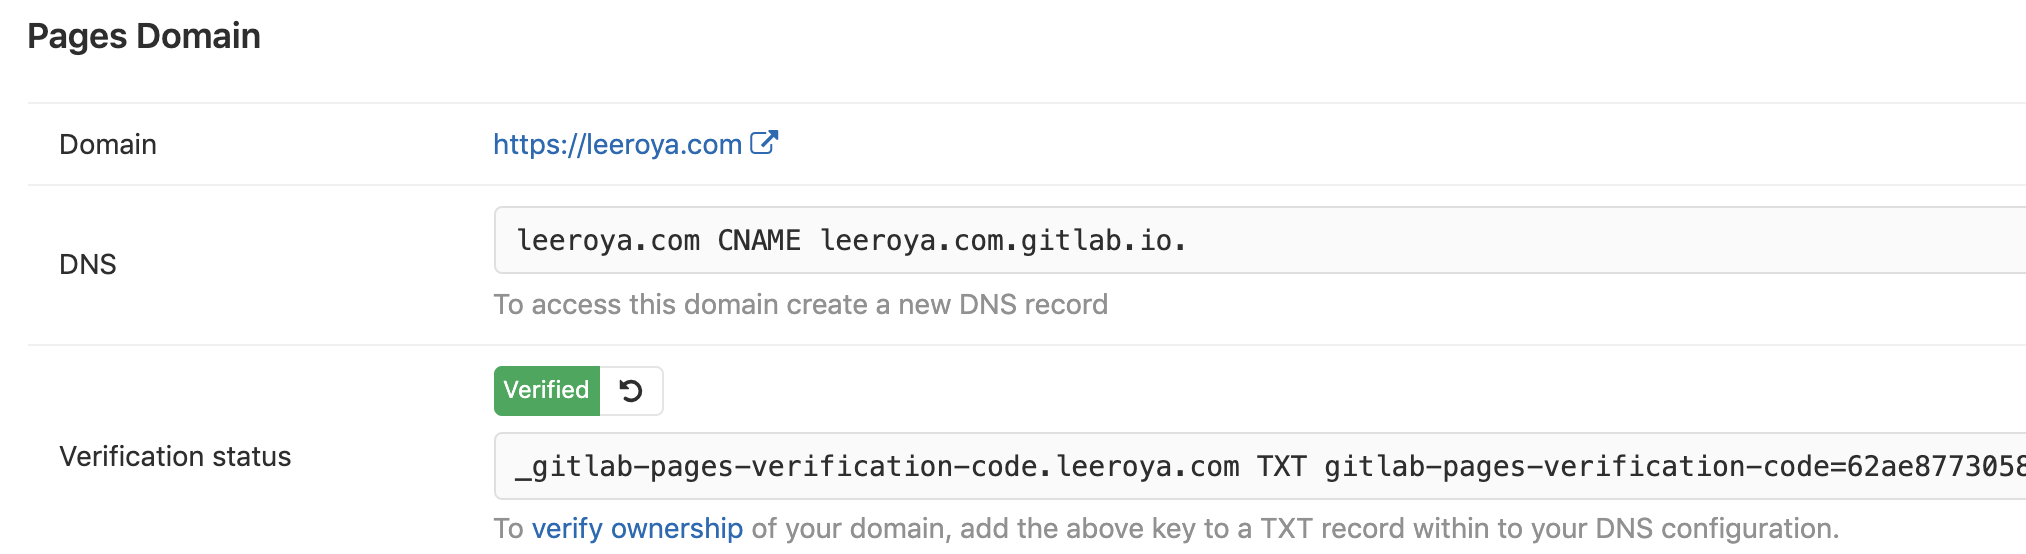 Pages Domain
Domain https://leeroya.com
leeroya.com CNAME leeroya.com.gitlab.io.
DNS
To access this domain create a new DNS record
Verified
Verification status
_gitlab-pages-verification-code.leeroya.com TXT gitlab-pages-verification-code=62ae8773058
To verify ownership of your domain, add the above key to a TXT record within to your DNS configuration.